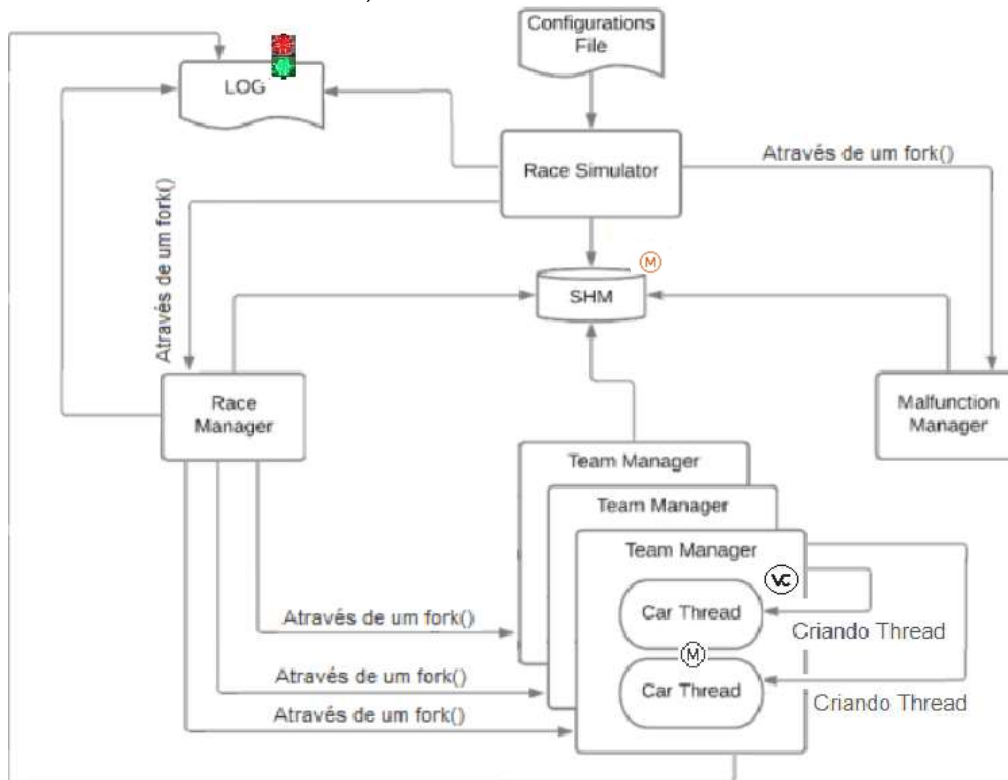 Configurations
File
LOG
Race Simulator
Através de um fork()
Através de um fork()
M
SHM
Race
Manager
Malfunction
Manager
Team Manager
Team Manager
Team Manager
VC
Car Thread
Criando Thread
Através de um fork()
M
Através de um fork()
Car Thread
Criando Thread
Através de um fork()